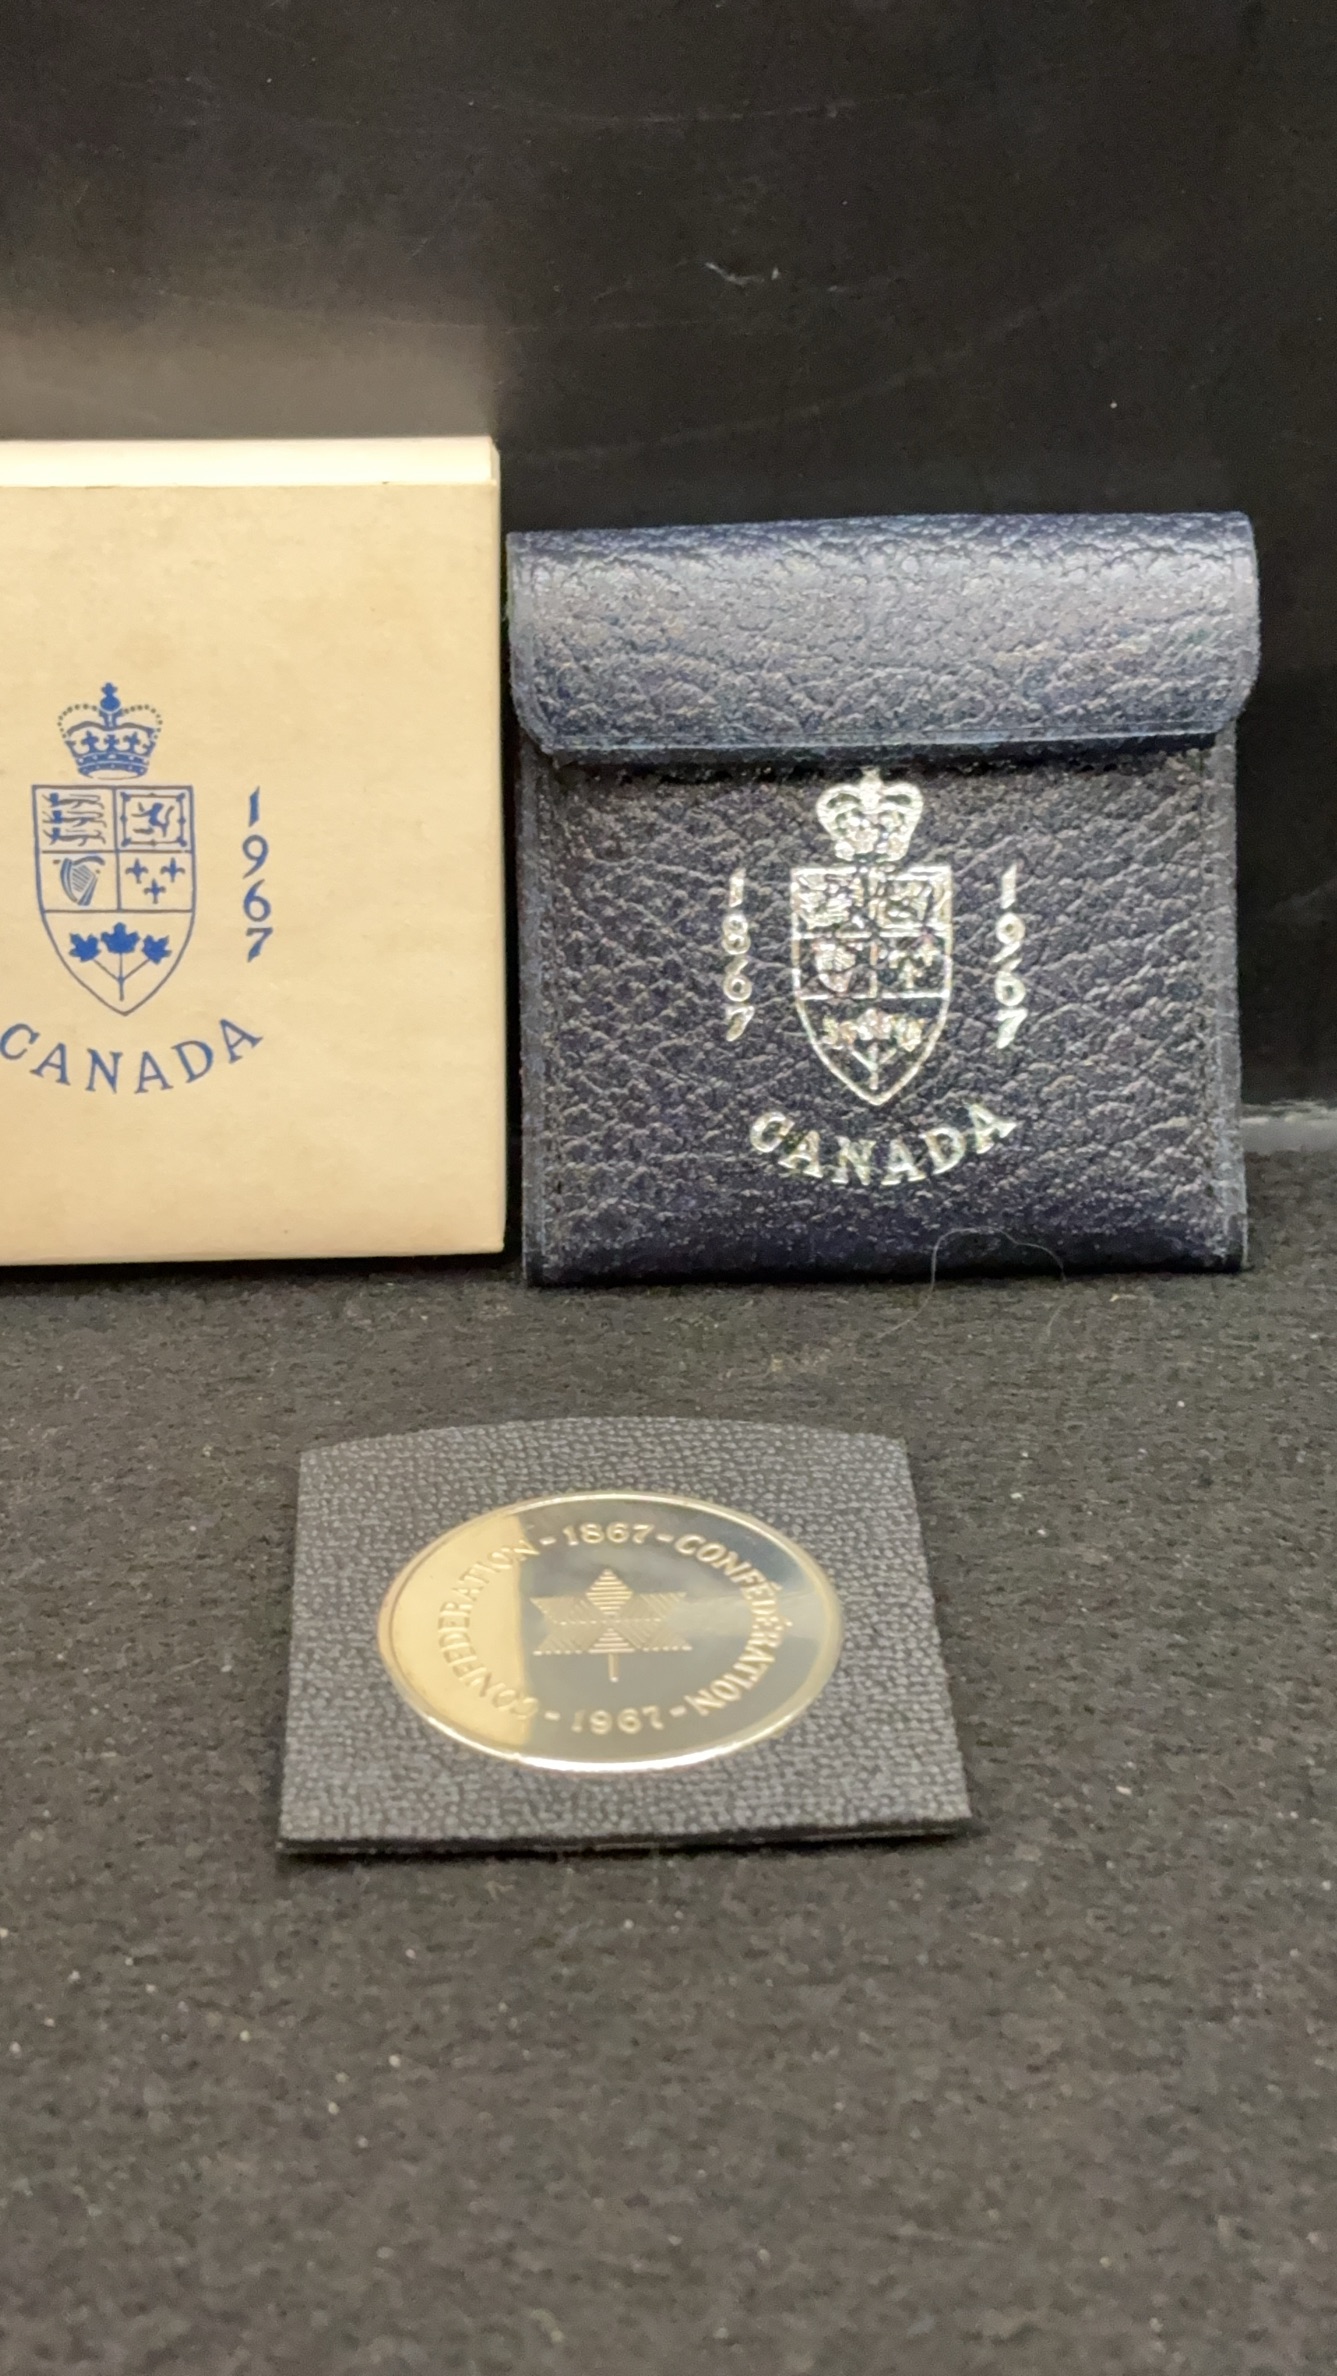 1967
CANADA
1867
1967
CANADA
CONFEDERATION - 1867 - CONFÉDÉRATION - 1967 -